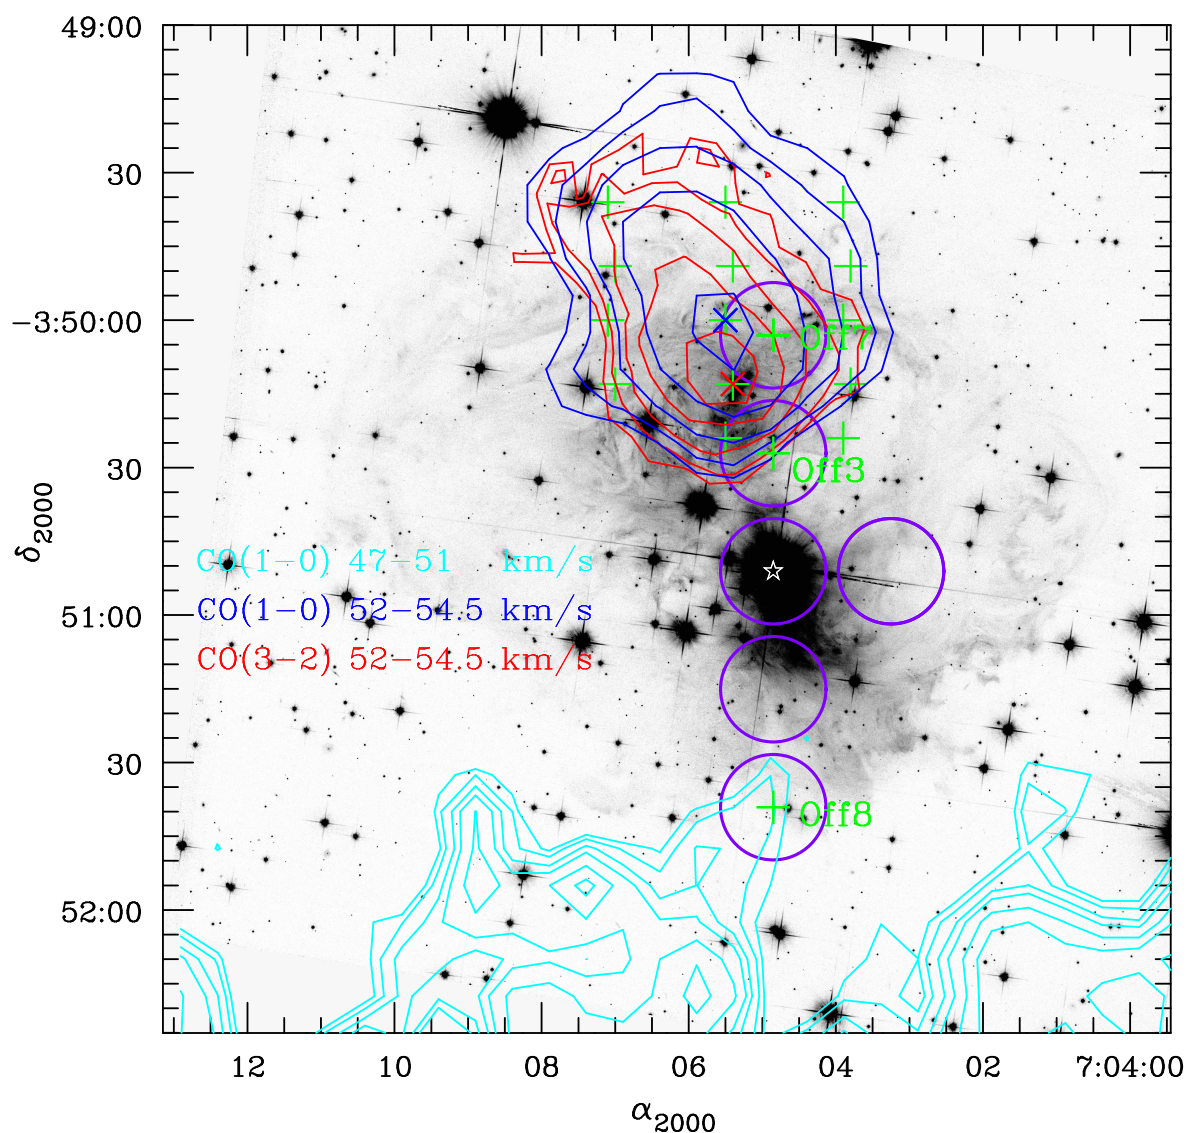 49:00
30
−3:50:00
Off7
30
Off3
δ2000
CO(1−0) 47−51 km/s
CO(1−0) 52−54.5 km/s
51:00
CO(3−2) 52−54.5 km/s
30
Off8
52:00
12 10 08 06 04 02 7:04:00
α2000